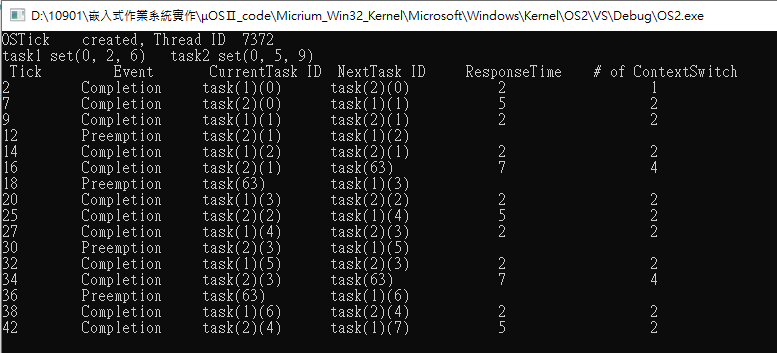 D:\10901\嵌入式作業系統實作\μOSⅡ_code\Micrium_Win32_Kernel\Microsoft\Windows\Kernel\OS2\VS\Debug\OS2.exe
OSTick    created, Thread ID  7372
task1 set(0, 2, 6)   task2 set(0, 5, 9)
Tick Event CurrentTask ID NextTask ID ResponseTime # of ContextSwitch
2 Completion task(1)(0) task(2)(0) 2 1
7 Completion task(2)(0) task(1)(1) 5 2
9 Completion task(1)(1) task(2)(1) 2 2
12 Preemption task(2)(1) task(1)(2)
14 Completion task(1)(2) task(2)(1) 2 2
16 Completion task(2)(1) task(63) 7 4
18 Preemption task(63) task(1)(3)
20 Completion task(1)(3) task(2)(2) 2 2
25 Completion task(2)(2) task(1)(4) 5 2
27 Completion task(1)(4) task(2)(3) 2 2
30 Preemption task(2)(3) task(1)(5)
32 Completion task(1)(5) task(2)(3) 2 2
34 Completion task(2)(3) task(63) 7 4
36 Preemption task(63) task(1)(6)
38 Completion task(1)(6) task(2)(4) 2 2
42 Completion task(2)(4) task(1)(7) 5 2